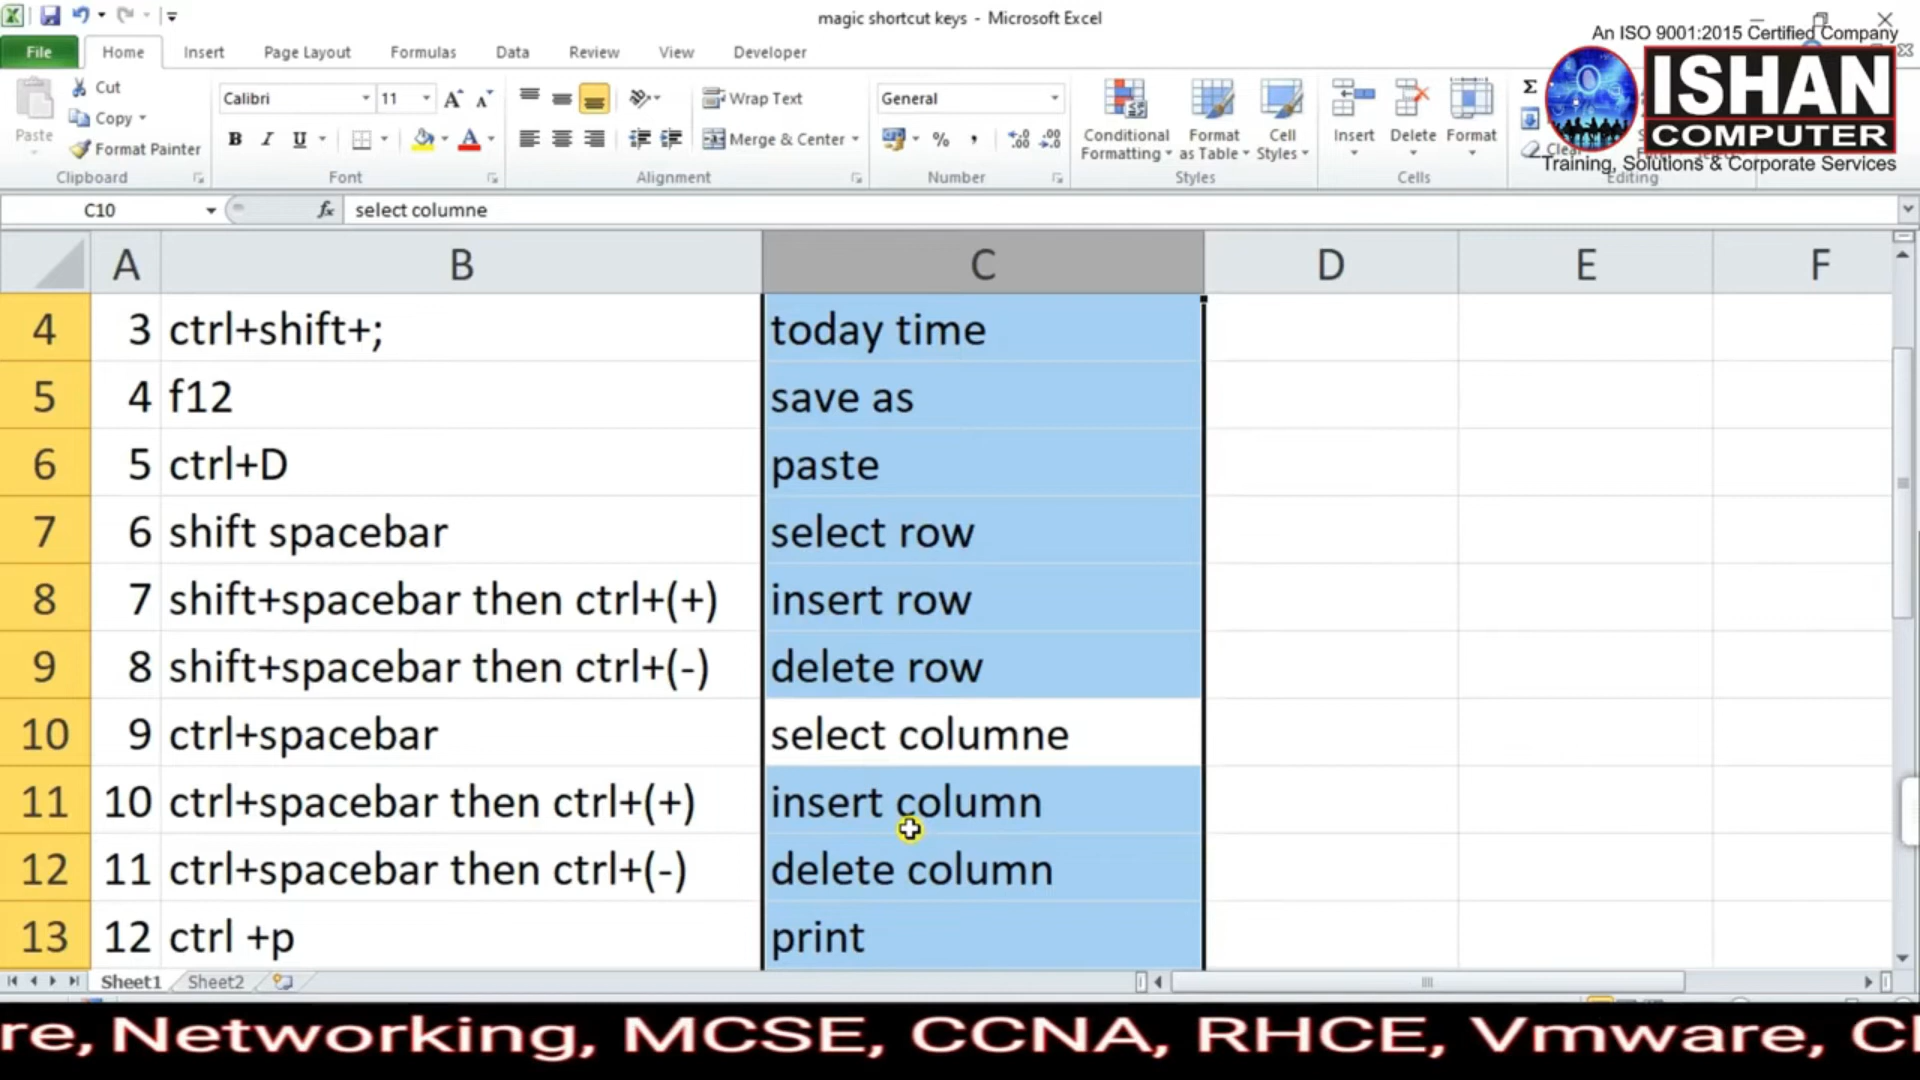 magic shortcut keys - Microsoft Excel
An ISO 9001:2015 Certified Company
ISHAN
COMPUTER
Training, Solutions & Corporate Services
File Home Insert Page Layout Formulas Data Review View Developer
Paste
Cut
Copy
Format Painter
Clipboard
Calibri 11
B I U A
Font
Wrap Text
Merge & Center
Alignment
General
% ,
Number
Conditional Formatting
Format as Table
Cell Styles
Styles
Insert Delete Format
Cells
Σ
Clear
Editing
C10 fx select columne
A B C D E F
4 3 ctrl+shift+; today time
5 4 f12 save as
6 5 ctrl+D paste
7 6 shift spacebar select row
8 7 shift+spacebar then ctrl+(+) insert row
9 8 shift+spacebar then ctrl+(-) delete row
10 9 ctrl+spacebar select columne
11 10 ctrl+spacebar then ctrl+(+) insert column
12 11 ctrl+spacebar then ctrl+(-) delete column
13 12 ctrl +p print
Sheet1 Sheet2
re, Networking, MCSE, CCNA, RHCE, Vmware,